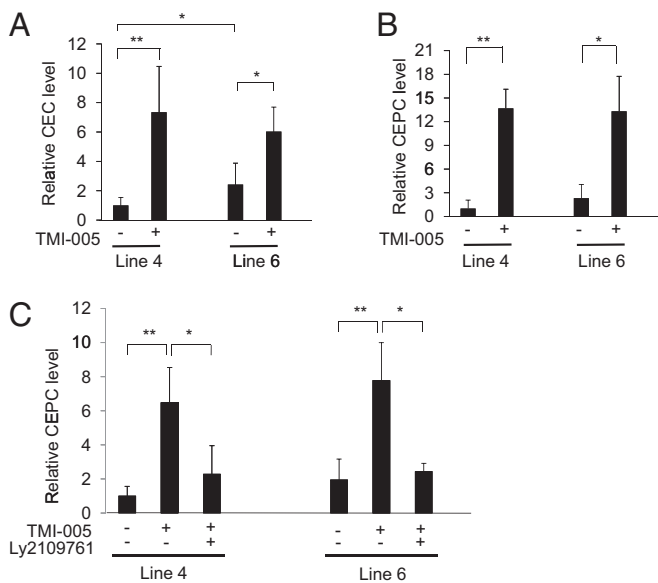 A
Relative CEC level
12
10
8
6
4
2
0
** * *
TMI-005 - + - +
Line 4 Line 6
B
Relative CEPC level
21
18
15
12
9
6
3
0
** *
TMI-005 - + - +
Line 4 Line 6
C
Relative CEPC level
12
10
8
6
4
2
0
** * ** *
TMI-005 - + + - + +
Ly2109761 - - + - - +
Line 4 Line 6